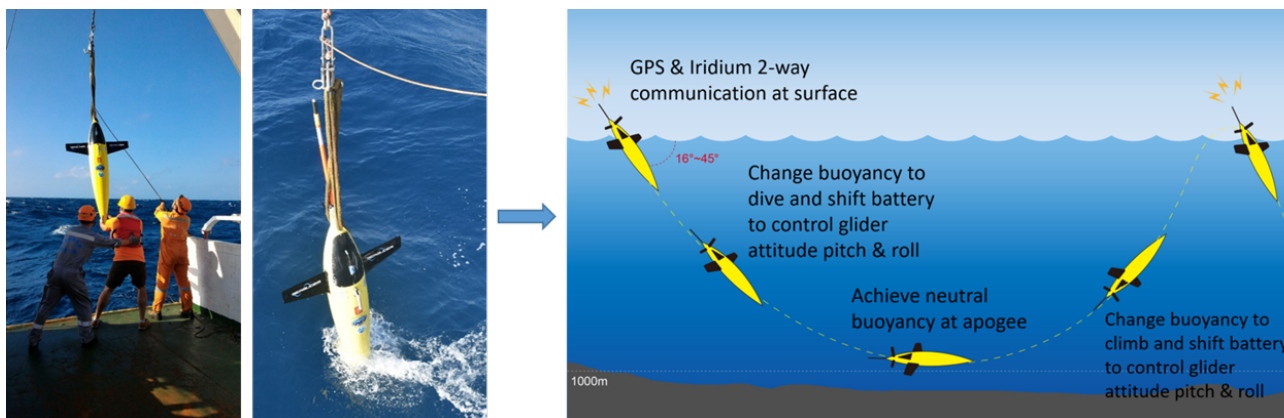 GPS & Iridium 2-way
communication at surface
16°~45°
Change buoyancy to
dive and shift battery
to control glider
attitude pitch & roll
Achieve neutral
buoyancy at apogee
Change buoyancy to
climb and shift battery
to control glider
attitude pitch & roll
1000m